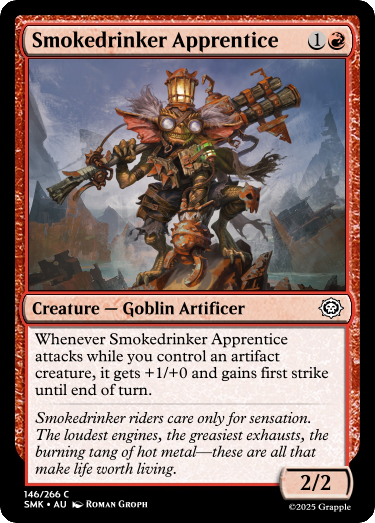 Smokedrinker Apprentice 1
Creature — Goblin Artificer
Whenever Smokedrinker Apprentice
attacks while you control an artifact
creature, it gets +1/+0 and gains first strike
until end of turn.
Smokedrinker riders care only for sensation.
The loudest engines, the greasiest exhausts, the
burning tang of hot metal—these are all that
make life worth living.
2/2
146/266 C
SMK • AU Roman Groph
©2025 Grapple